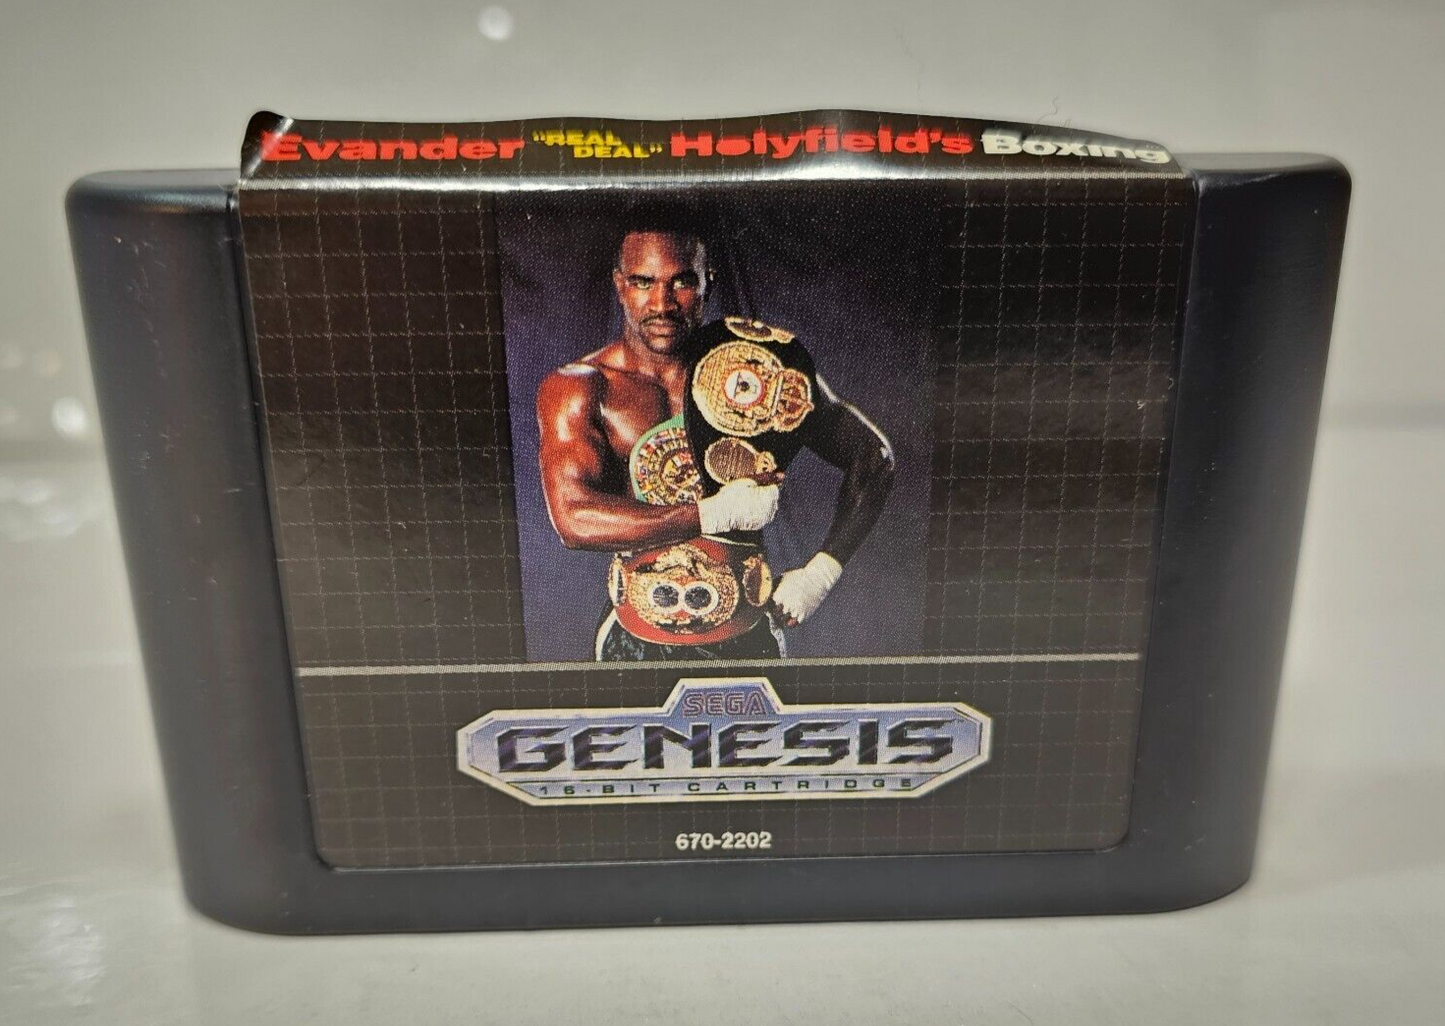 Evander "REAL DEAL" Holyfield's Boxing
SEGA
GENESIS
16-BIT CARTRIDGE
670-2202